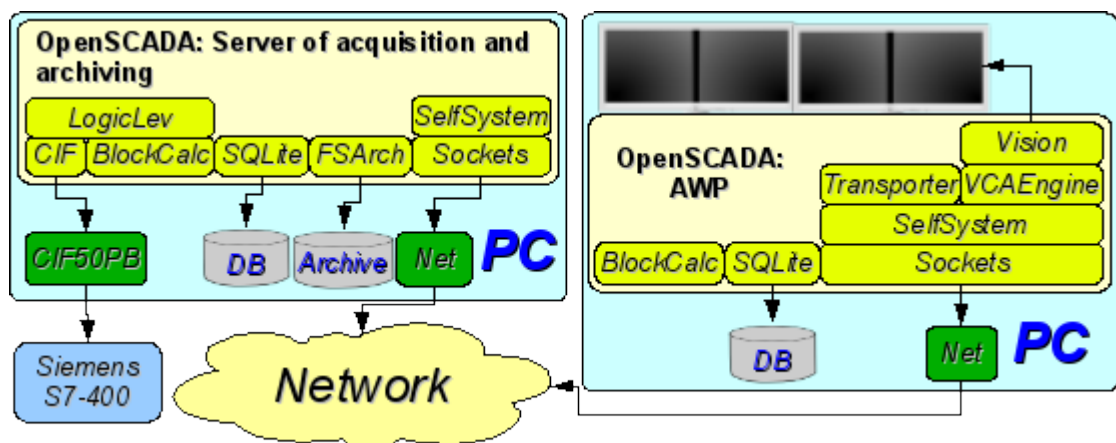 OpenSCADA: Server of acquisition and
archiving
LogicLev
SelfSystem
CIF
BlockCalc
SQLite
FSArch
Sockets
CIF50PB
DB
Archive
Net
PC
Siemens
S7-400
Network
OpenSCADA:
AWP
Vision
Transporter
VCAEngine
SelfSystem
BlockCalc
SQLite
Sockets
DB
Net
PC